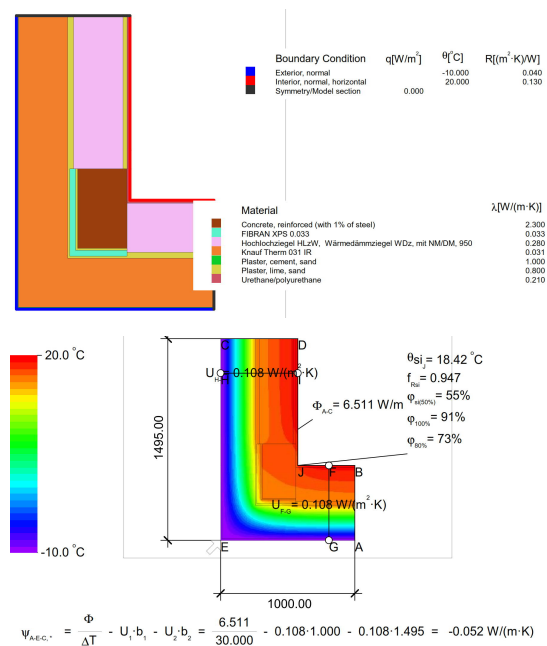 Boundary Condition q[W/m²] θ[°C] R[(m²·K)/W]
Exterior, normal -10.000 0.040
Interior, normal, horizontal 20.000 0.130
Symmetry/Model section 0.000
Material λ[W/(m·K)]
Concrete, reinforced (with 1% of steel) 2.300
FIBRAN XPS 0.033 0.033
Hochlochziegel HLzW, Wärmedämmziegel WDz, mit NM/DM, 950 0.280
Knauf Therm 031 IR 0.031
Plaster, cement, sand 1.000
Plaster, lime, sand 0.800
Urethane/polyurethane 0.210
20.0 °C
-10.0 °C
C D
U H-I = 0.108 W/(m²·K)
H I
Φ A-C = 6.511 W/m
θsi J = 18.42 °C
fRsi = 0.947
φsi(50%) = 55%
φ100% = 91%
φ80% = 73%
1495.00
J F B
U F-G = 0.108 W/(m²·K)
E G A
1000.00
ψ A-E-C, * = Φ/ΔT - U₁·b₁ - U₂·b₂ = 6.511/30.000 - 0.108·1.000 - 0.108·1.495 = -0.052 W/(m·K)